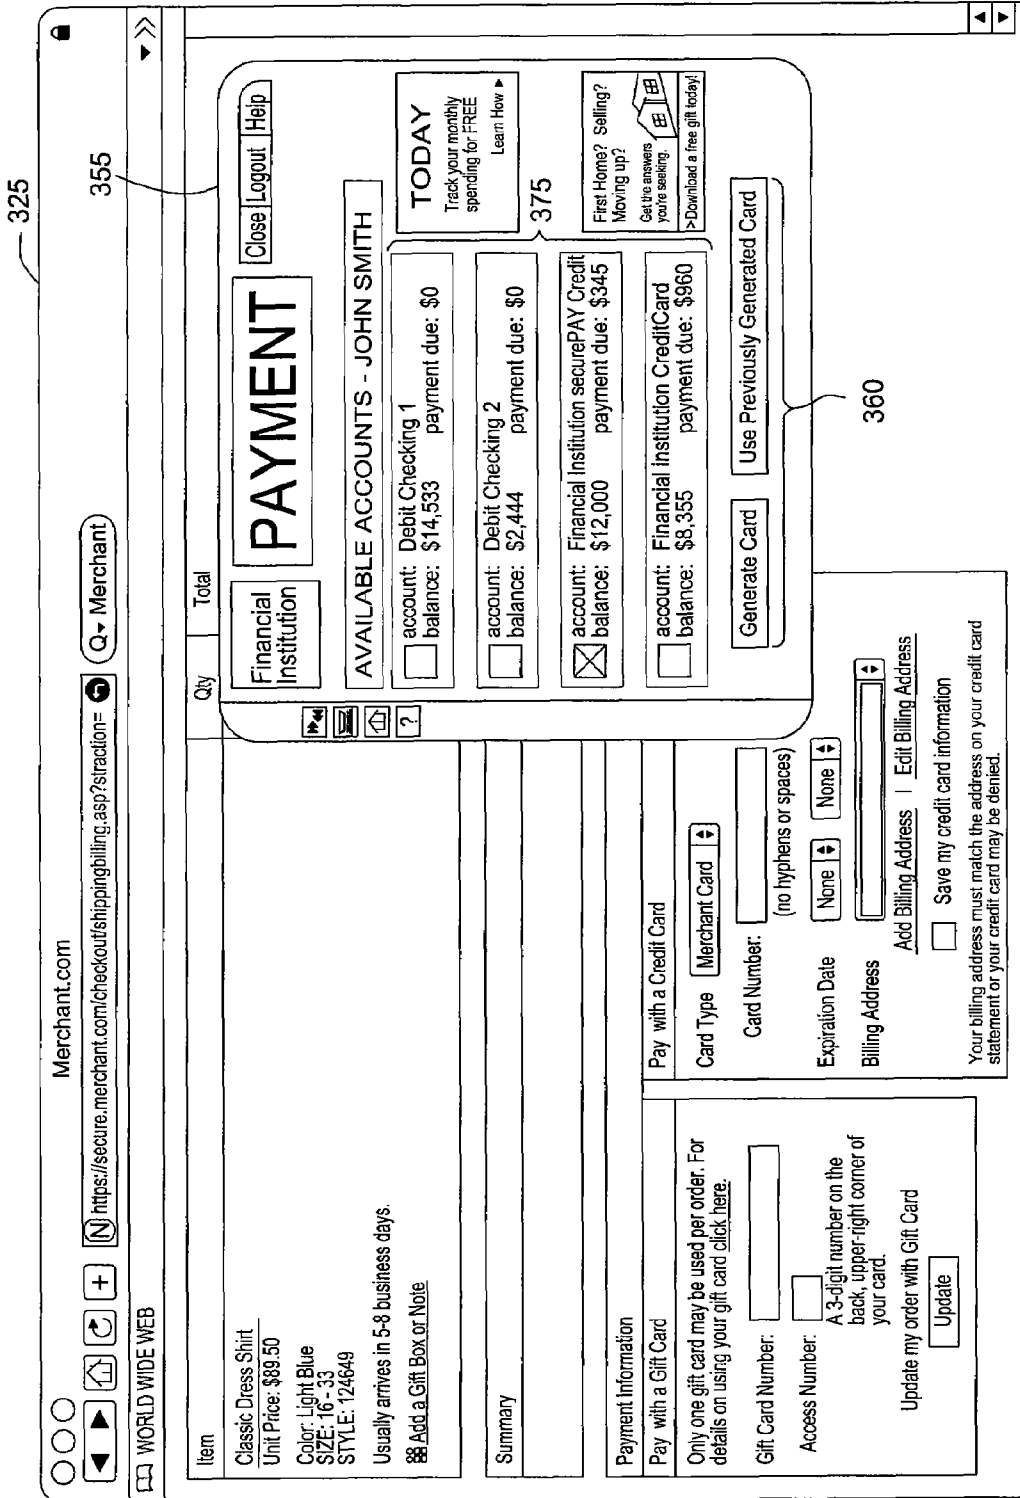 325
Merchant.com
N https://secure.merchant.com/checkout/shippingbilling.asp?straction=
Q Merchant
WORLD WIDE WEB
355
Item
Qty
Total
Classic Dress Shirt
Unit Price: $89.50
Color: Light Blue
SIZE: 16 - 33
STYLE: 124649
Usually arrives in 5-8 business days.
Add a Gift Box or Note
Summary
Payment Information
Pay with a Gift Card
Only one gift card may be used per order. For
details on using your gift card click here.
Gift Card Number:
Access Number:
A 3-digit number on the
back, upper-right corner of
your card.
Update my order with Gift Card
Update
Pay with a Credit Card
Card Type
Merchant Card
Card Number:
(no hyphens or spaces)
Expiration Date
None
None
Billing Address
Add Billing Address | Edit Billing Address
Save my credit card information
Your billing address must match the address on your credit card
statement or your credit card may be denied.
Financial
Institution
PAYMENT
Close
Logout
Help
?
AVAILABLE ACCOUNTS - JOHN SMITH
account: Debit Checking 1
balance: $14,533 payment due: $0
account: Debit Checking 2
balance: $2,444 payment due: $0
account: Financial Institution securePAY Credit
balance: $12,000 payment due: $345
account: Financial Institution CreditCard
balance: $8,355 payment due: $960
375
TODAY
Track your monthly
spending for FREE
Learn How
First Home? Selling?
Moving up?
Get the answers
you're seeking.
>Download a free gift today!
Generate Card
Use Previously Generated Card
360